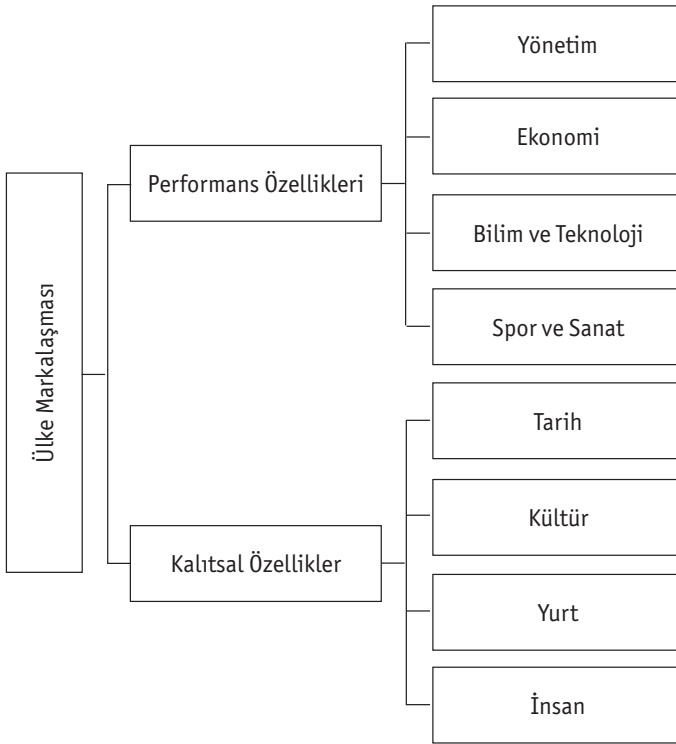 Ülke Markalaşması
Performans Özellikleri
Yönetim
Ekonomi
Bilim ve Teknoloji
Spor ve Sanat
Kalıtsal Özellikler
Tarih
Kültür
Yurt
İnsan